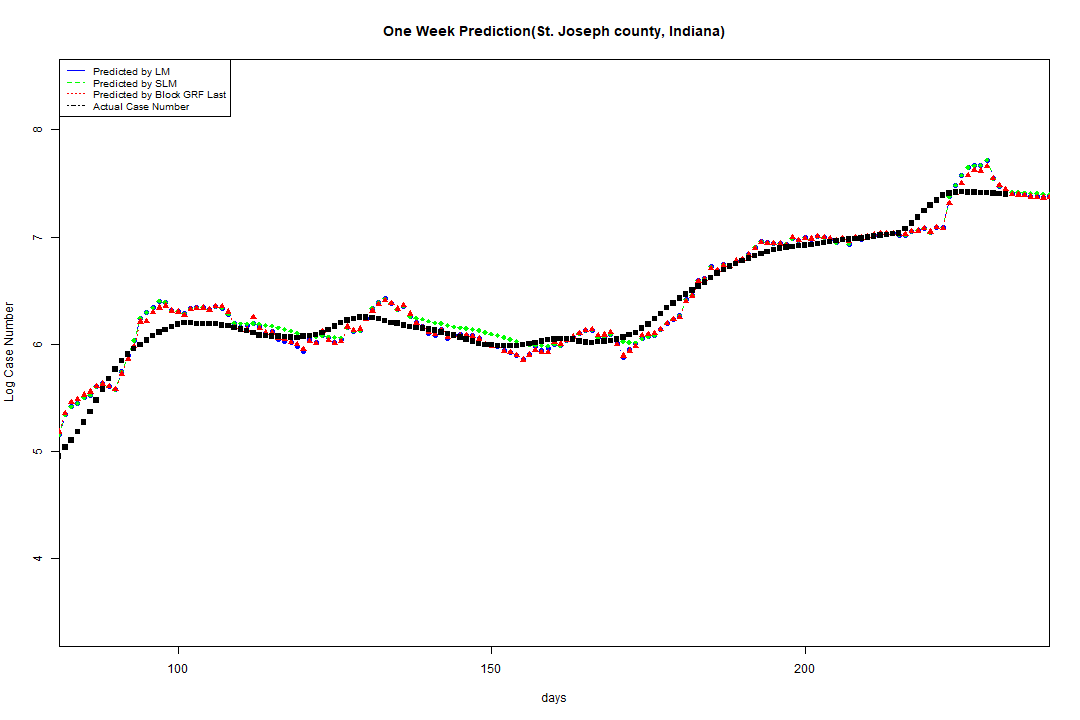 One Week Prediction(St. Joseph county, Indiana)
Predicted by LM
Predicted by SLM
Predicted by Block GRF Last
Actual Case Number
8
7
6
5
4
Log Case Number
100 150 200
days